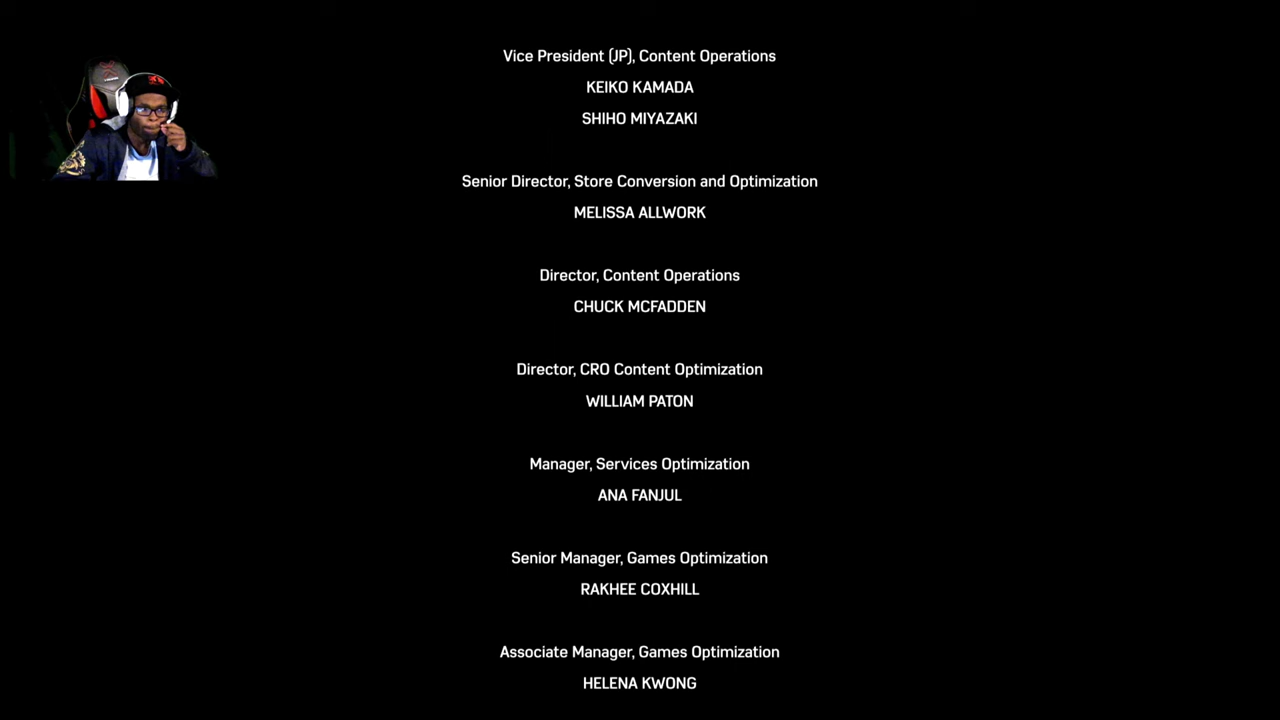 Vice President (JP), Content Operations
KEIKO KAMADA
SHIHO MIYAZAKI
Senior Director, Store Conversion and Optimization
MELISSA ALLWORK
Director, Content Operations
CHUCK MCFADDEN
Director, CRO Content Optimization
WILLIAM PATON
Manager, Services Optimization
ANA FANJUL
Senior Manager, Games Optimization
RAKHEE COXHILL
Associate Manager, Games Optimization
HELENA KWONG